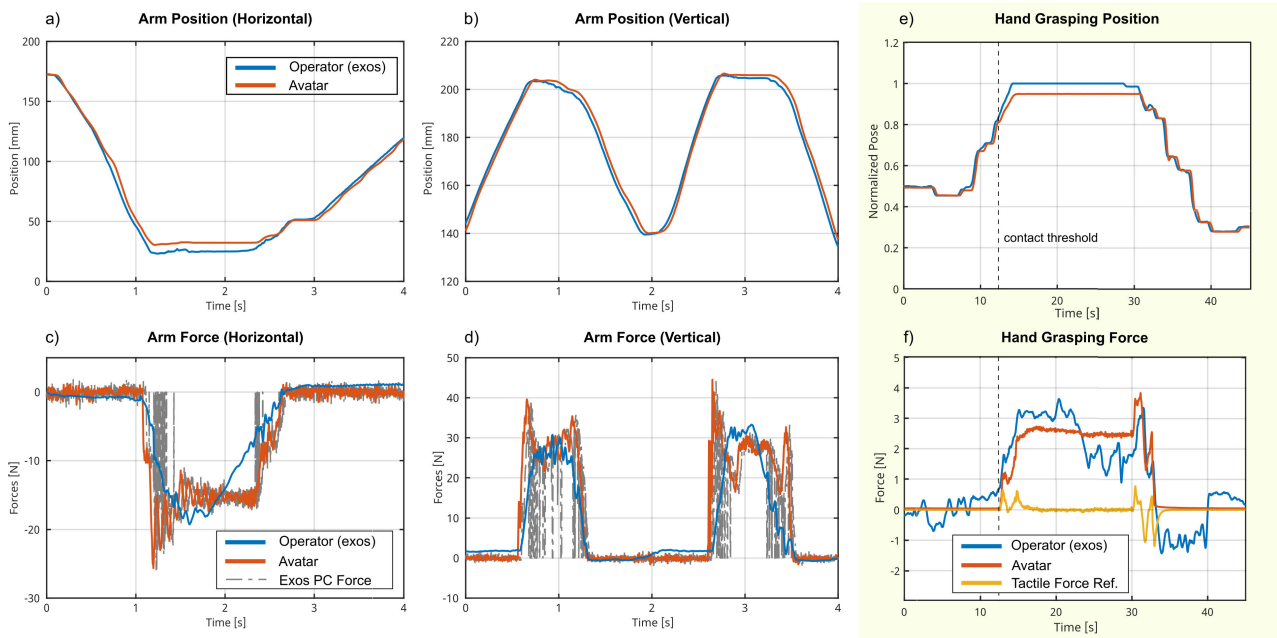 a) Arm Position (Horizontal)
200
150
100
50
0
Position [mm]
0 1 2 3 4
Time [s]
Operator (exos)
Avatar
b) Arm Position (Vertical)
220
200
180
160
140
120
Position [mm]
0 1 2 3 4
Time [s]
e) Hand Grasping Position
1.2
1
0.8
0.6
0.4
0.2
0
Normalized Pose
contact threshold
0 10 20 30 40
Time [s]
c) Arm Force (Horizontal)
0
-10
-20
-30
Forces [N]
Operator (exos)
Avatar
Exos PC Force
0 1 2 3 4
Time [s]
d) Arm Force (Vertical)
50
40
30
20
10
0
-10
Forces [N]
0 1 2 3 4
Time [s]
f) Hand Grasping Force
5
4
3
2
1
0
-1
-2
Force [N]
Operator (exos)
Avatar
Tactile Force Ref.
0 10 20 30 40
Time [s]